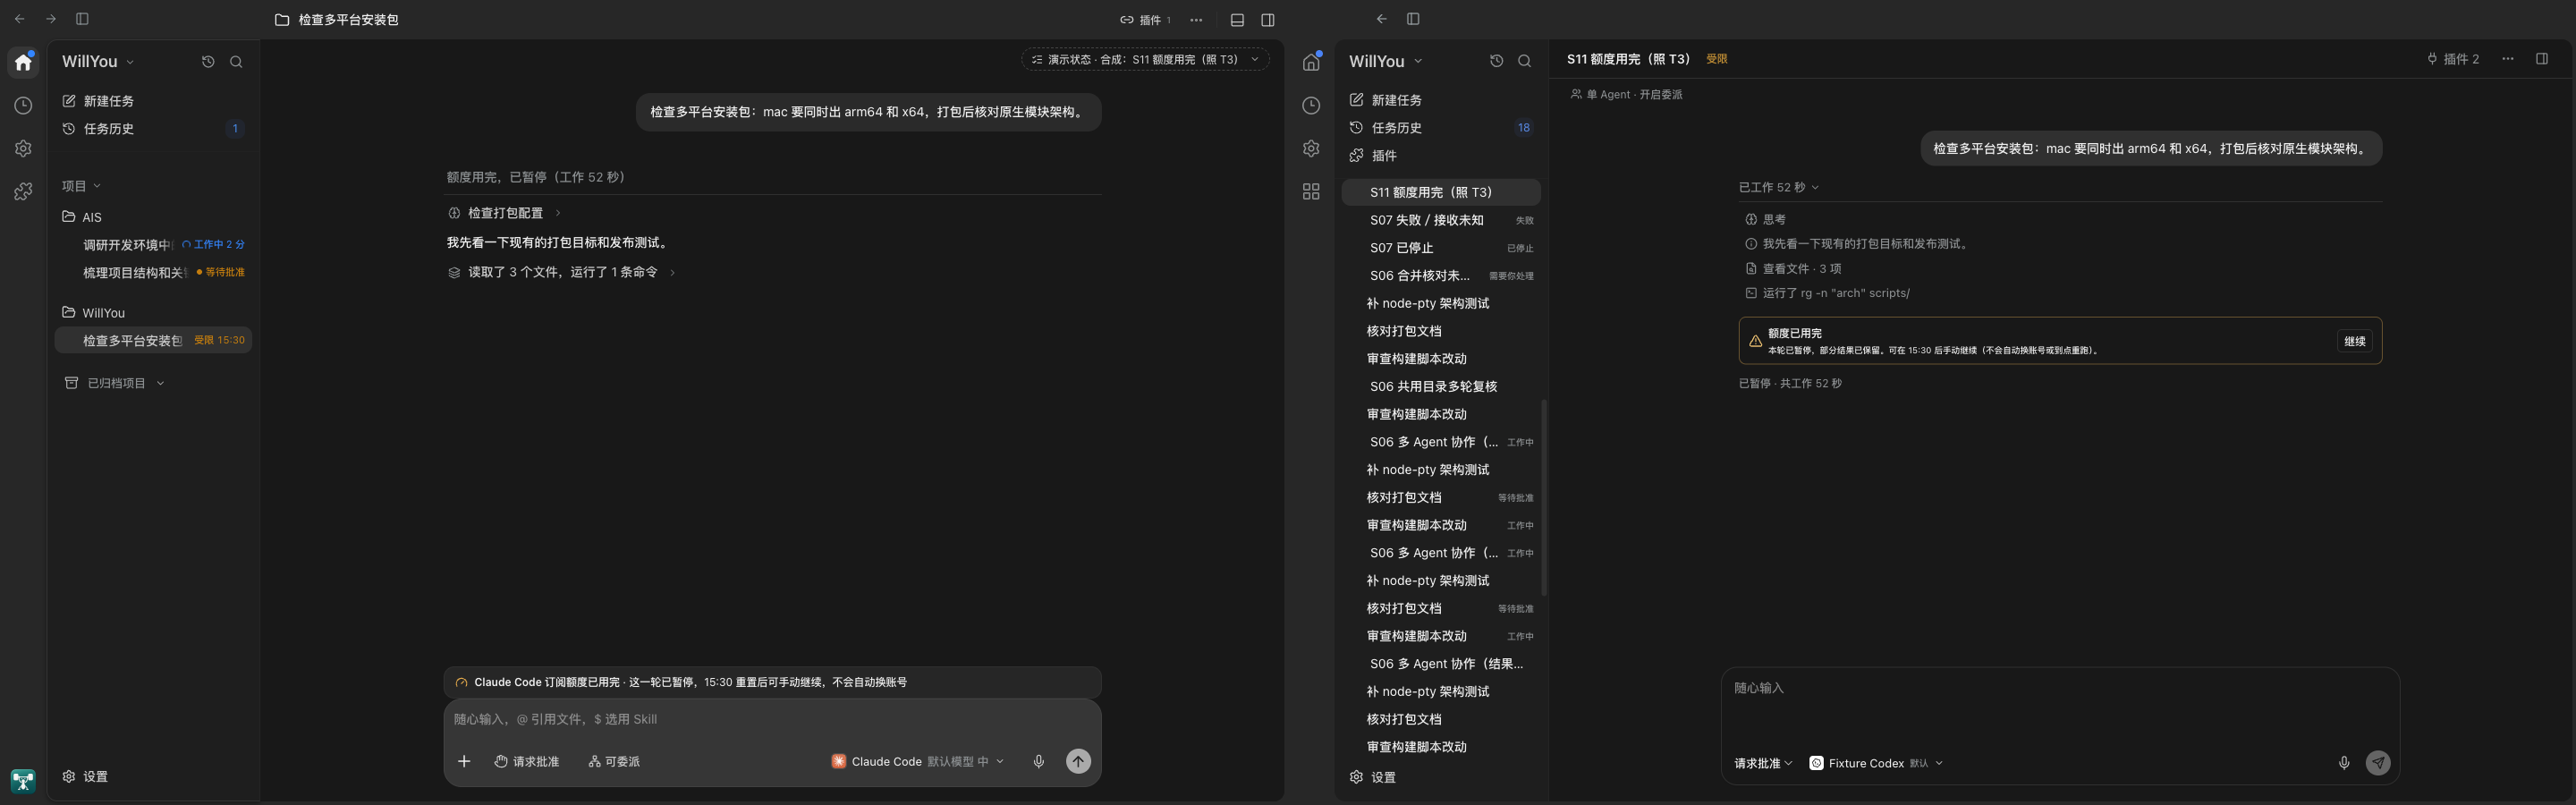 检查多平台安装包
插件 1
WillYou
新建任务
任务历史 1
项目
AIS
调研开发环境中 工作中 2 分
梳理项目结构和关 等待批准
WillYou
检查多平台安装包 受限 15:30
已归档项目
设置
演示状态 · 合成：S11 额度用完（照 T3）
检查多平台安装包：mac 要同时出 arm64 和 x64，打包后核对原生模块架构。
额度用完，已暂停（工作 52 秒）
检查打包配置
我先看一下现有的打包目标和发布测试。
读取了 3 个文件，运行了 1 条命令
Claude Code 订阅额度已用完 · 这一轮已暂停，15:30 重置后可手动继续，不会自动换账号
随心输入，@ 引用文件，$ 选用 Skill
请求批准 可委派 Claude Code 默认模型 中
WillYou
新建任务
任务历史 18
插件
S11 额度用完（照 T3）
S07 失败 / 接收未知 失败
S07 已停止 已停止
S06 合并核对未... 需要你处理
补 node-pty 架构测试
核对打包文档
审查构建脚本改动
S06 共用目录多轮复核
审查构建脚本改动
S06 多 Agent 协作（... 工作中
补 node-pty 架构测试
核对打包文档 等待批准
审查构建脚本改动 工作中
S06 多 Agent 协作（... 工作中
补 node-pty 架构测试
核对打包文档 等待批准
审查构建脚本改动 工作中
S06 多 Agent 协作（结果...
补 node-pty 架构测试
核对打包文档
审查构建脚本改动
设置
S11 额度用完（照 T3） 受限
插件 2
单 Agent · 开启委派
检查多平台安装包：mac 要同时出 arm64 和 x64，打包后核对原生模块架构。
已工作 52 秒
思考
我先看一下现有的打包目标和发布测试。
查看文件 · 3 项
运行了 rg -n "arch" scripts/
额度已用完
本轮已暂停，部分结果已保留。可在 15:30 后手动继续（不会自动换账号或到点重跑）。
继续
已暂停 · 共工作 52 秒
随心输入
请求批准 Fixture Codex 默认